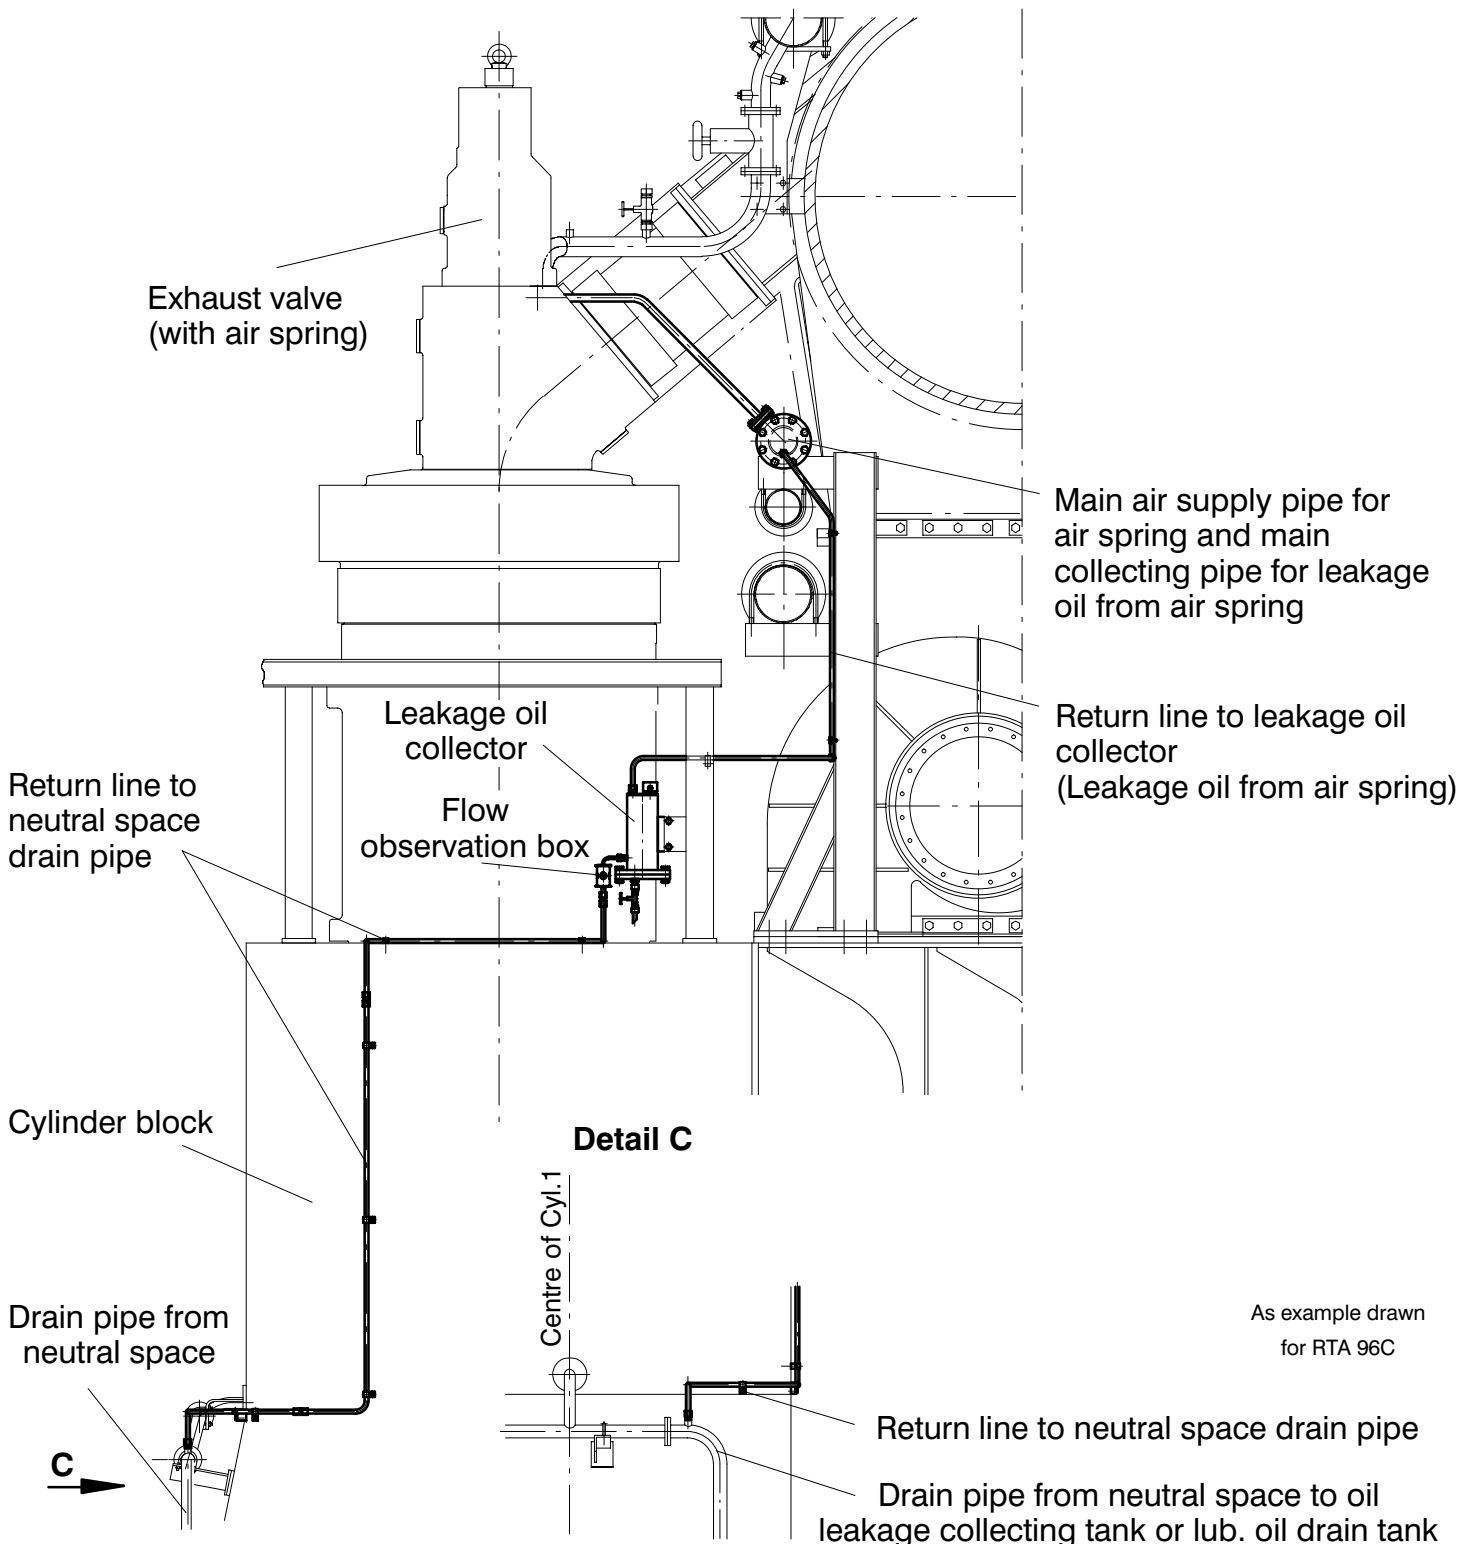 Exhaust valve
(with air spring)
Main air supply pipe for
air spring and main
collecting pipe for leakage
oil from air spring
Leakage oil
collector
Return line to leakage oil
collector
(Leakage oil from air spring)
Return line to
neutral space
drain pipe
Flow
observation box
Cylinder block
Detail C
Centre of Cyl.1
Drain pipe from
neutral space
As example drawn
for RTA 96C
Return line to neutral space drain pipe
C
Drain pipe from neutral space to oil
leakage collecting tank or lub. oil drain tank